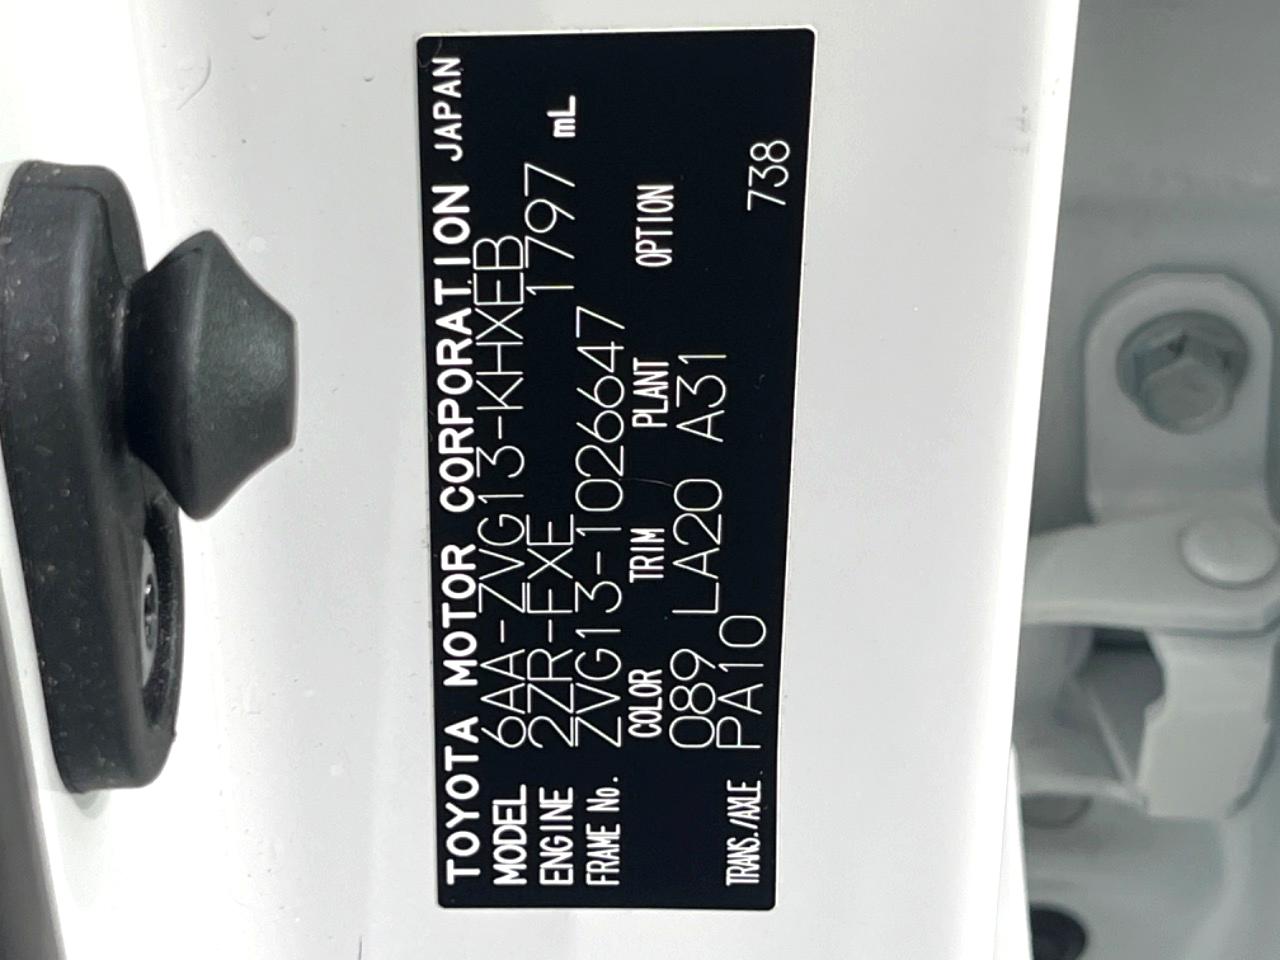 TOYOTA MOTOR CORPORATION JAPAN
MODEL 6AA-ZVG13-KHXEB
ENGINE 2ZR-FXE 1797 mL
FRAME No. ZVG13-1026647
COLOR TRIM PLANT OPTION
089 LA20 A31
TRANS./AXLE PA10 738